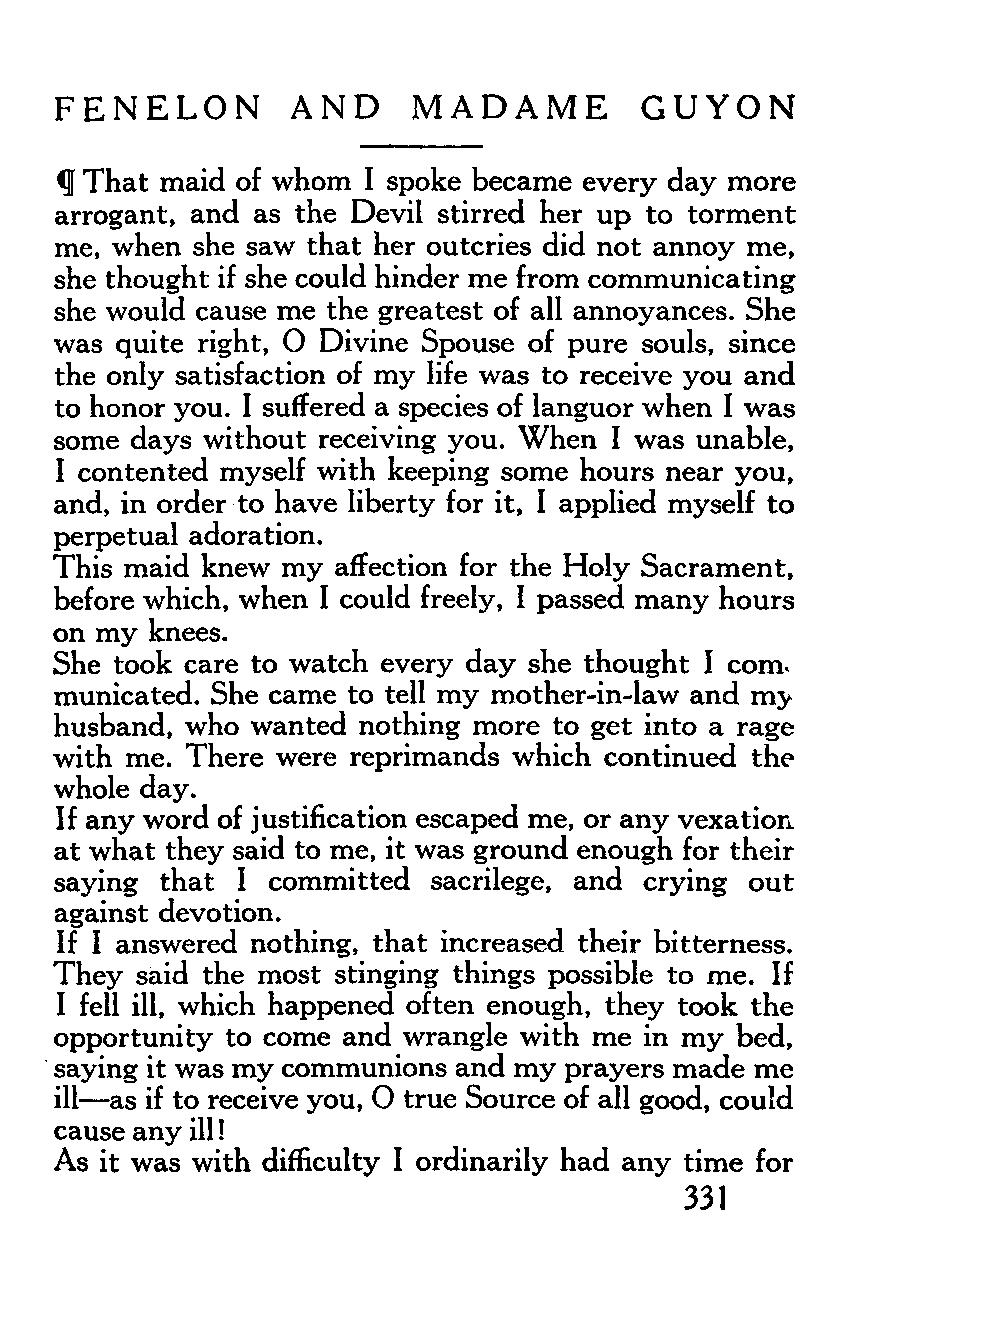 FENELON AND MADAME GUYON
¶ That maid of whom I spoke became every day more
arrogant, and as the Devil stirred her up to torment
me, when she saw that her outcries did not annoy me,
she thought if she could hinder me from communicating
she would cause me the greatest of all annoyances. She
was quite right, O Divine Spouse of pure souls, since
the only satisfaction of my life was to receive you and
to honor you. I suffered a species of languor when I was
some days without receiving you. When I was unable,
I contented myself with keeping some hours near you,
and, in order to have liberty for it, I applied myself to
perpetual adoration.
This maid knew my affection for the Holy Sacrament,
before which, when I could freely, I passed many hours
on my knees.
She took care to watch every day she thought I com-
municated. She came to tell my mother-in-law and my
husband, who wanted nothing more to get into a rage
with me. There were reprimands which continued the
whole day.
If any word of justification escaped me, or any vexation
at what they said to me, it was ground enough for their
saying that I committed sacrilege, and crying out
against devotion.
If I answered nothing, that increased their bitterness.
They said the most stinging things possible to me. If
I fell ill, which happened often enough, they took the
opportunity to come and wrangle with me in my bed,
saying it was my communions and my prayers made me
ill—as if to receive you, O true Source of all good, could
cause any ill!
As it was with difficulty I ordinarily had any time for
331